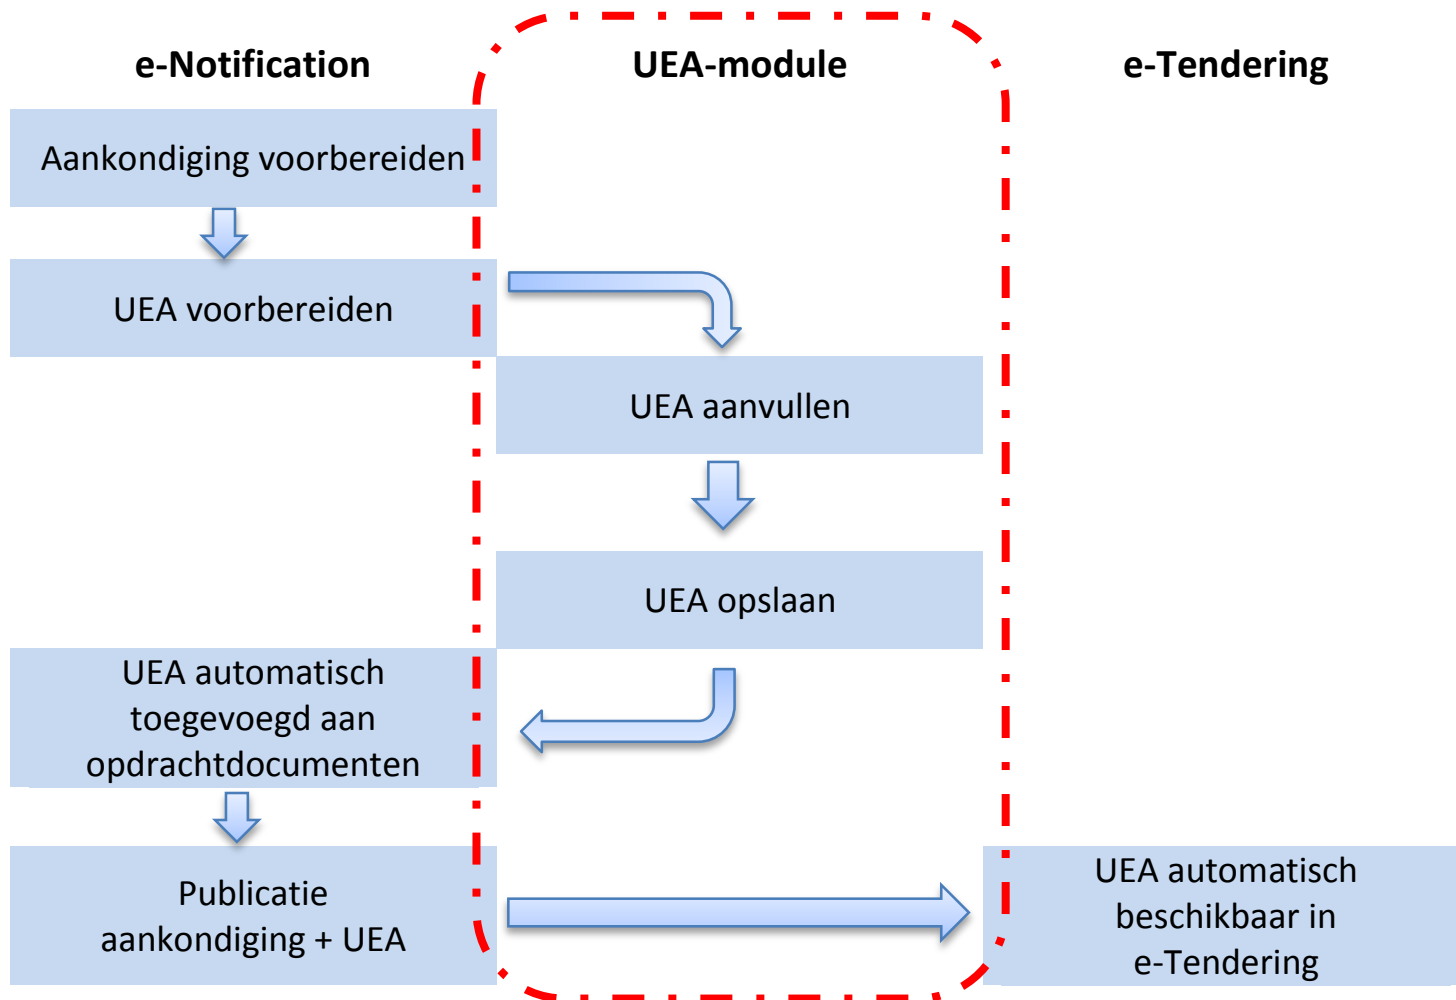 e-Notification
UEA-module
e-Tendering
Aankondiging voorbereiden
UEA voorbereiden
UEA aanvullen
UEA opslaan
UEA automatisch
toegevoegd aan
opdrachtdocumenten
Publicatie
aankondiging + UEA
UEA automatisch
beschikbaar in
e-Tendering